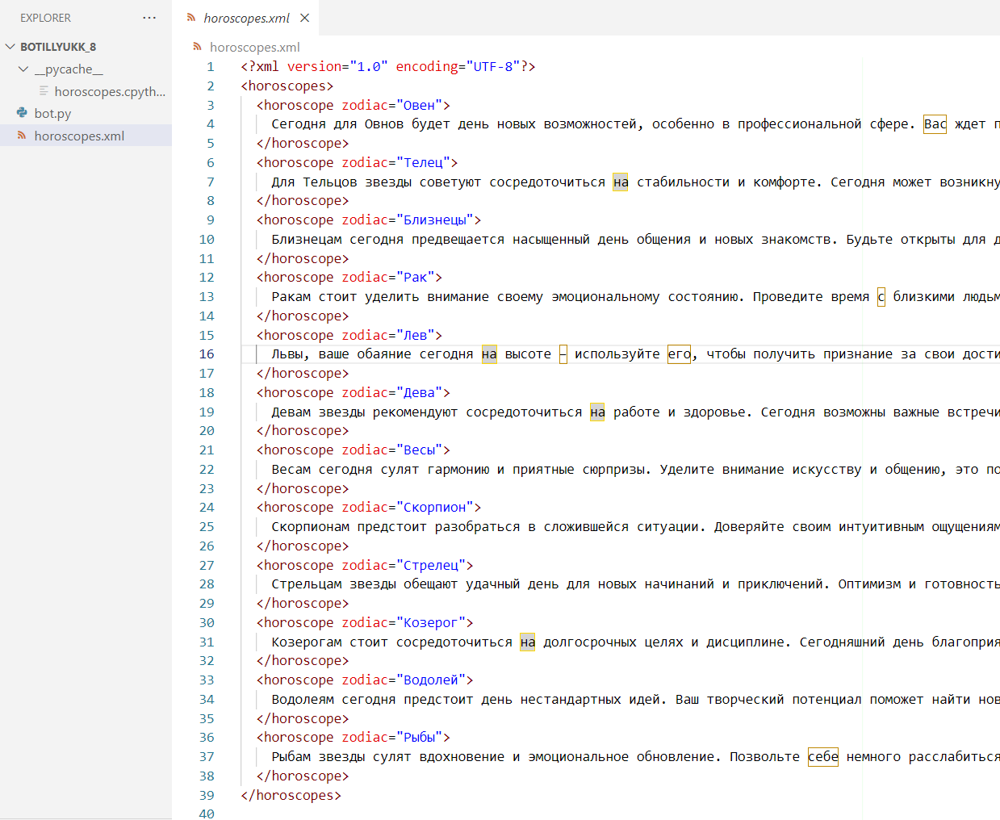 EXPLORER
...
horoscopes.xml
BOTILLYUKK_8
__pycache__
horoscopes.cpyth...
bot.py
horoscopes.xml
horoscopes.xml
1 <?xml version="1.0" encoding="UTF-8"?>
2 <horoscopes>
3 <horoscope zodiac="Овен">
4 Сегодня для Овнов будет день новых возможностей, особенно в профессиональной сфере. Вас ждет п
5 </horoscope>
6 <horoscope zodiac="Телец">
7 Для Тельцов звезды советуют сосредоточиться на стабильности и комфорте. Сегодня может возникну
8 </horoscope>
9 <horoscope zodiac="Близнецы">
10 Близнецам сегодня предвещается насыщенный день общения и новых знакомств. Будьте открыты для д
11 </horoscope>
12 <horoscope zodiac="Рак">
13 Ракам стоит уделить внимание своему эмоциональному состоянию. Проведите время с близкими людьм
14 </horoscope>
15 <horoscope zodiac="Лев">
16 Львы, ваше обаяние сегодня на высоте – используйте его, чтобы получить признание за свои дости
17 </horoscope>
18 <horoscope zodiac="Дева">
19 Девам звезды рекомендуют сосредоточиться на работе и здоровье. Сегодня возможны важные встречи
20 </horoscope>
21 <horoscope zodiac="Весы">
22 Весам сегодня сулят гармонию и приятные сюрпризы. Уделите внимание искусству и общению, это по
23 </horoscope>
24 <horoscope zodiac="Скорпион">
25 Скорпионам предстоит разобраться в сложившейся ситуации. Доверяйте своим интуитивным ощущениям
26 </horoscope>
27 <horoscope zodiac="Стрелец">
28 Стрельцам звезды обещают удачный день для новых начинаний и приключений. Оптимизм и готовность
29 </horoscope>
30 <horoscope zodiac="Козерог">
31 Козерогам стоит сосредоточиться на долгосрочных целях и дисциплине. Сегодняшний день благоприя
32 </horoscope>
33 <horoscope zodiac="Водолей">
34 Водолеям сегодня предстоит день нестандартных идей. Ваш творческий потенциал поможет найти нов
35 </horoscope>
36 <horoscope zodiac="Рыбы">
37 Рыбам звезды сулят вдохновение и эмоциональное обновление. Позвольте себе немного расслабиться
38 </horoscope>
39 </horoscopes>
40